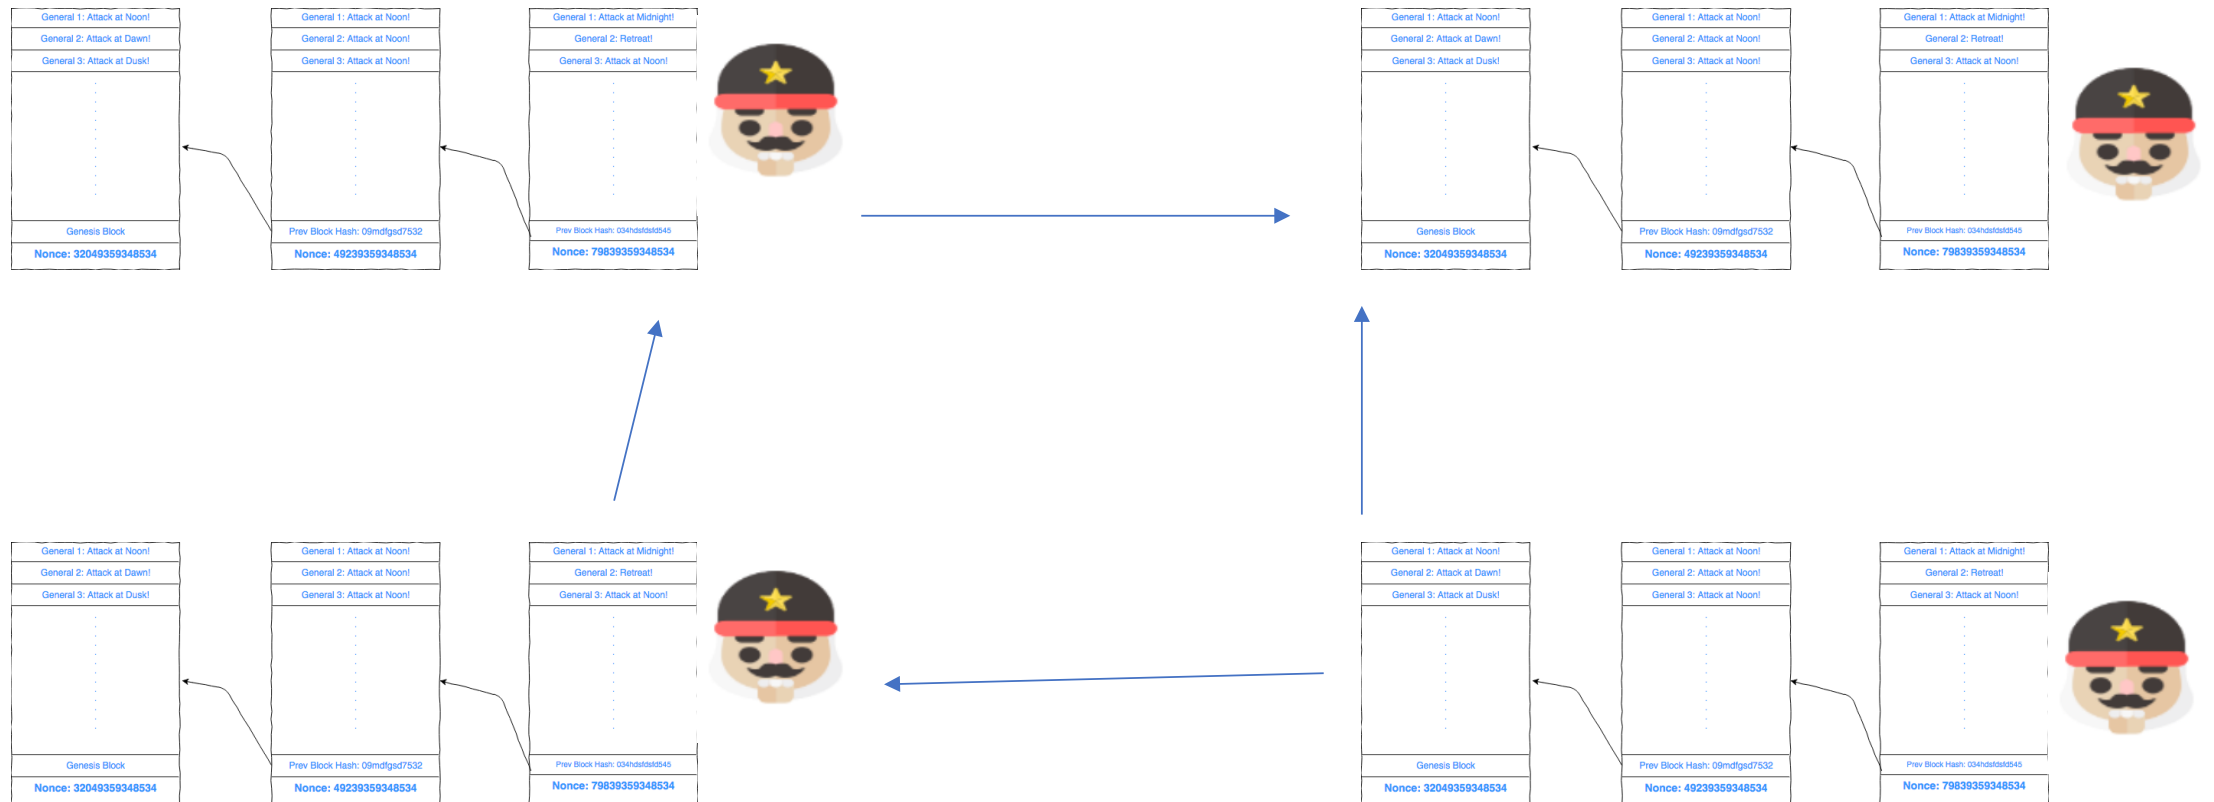 General 1: Attack at Noon!
General 2: Attack at Dawn!
General 3: Attack at Dusk!
Genesis Block
Nonce: 32049359348534
General 1: Attack at Noon!
General 2: Attack at Noon!
General 3: Attack at Noon!
Prev Block Hash: 09mdfgsd7532
Nonce: 49239359348534
General 1: Attack at Midnight!
General 2: Retreat!
General 3: Attack at Noon!
Prev Block Hash: 034hdsfdsfd545
Nonce: 79839359348534
General 1: Attack at Noon!
General 2: Attack at Dawn!
General 3: Attack at Dusk!
Genesis Block
Nonce: 32049359348534
General 1: Attack at Noon!
General 2: Attack at Noon!
General 3: Attack at Noon!
Prev Block Hash: 09mdfgsd7532
Nonce: 49239359348534
General 1: Attack at Midnight!
General 2: Retreat!
General 3: Attack at Noon!
Prev Block Hash: 034hdsfdsfd545
Nonce: 79839359348534
General 1: Attack at Noon!
General 2: Attack at Dawn!
General 3: Attack at Dusk!
Genesis Block
Nonce: 32049359348534
General 1: Attack at Noon!
General 2: Attack at Noon!
General 3: Attack at Noon!
Prev Block Hash: 09mdfgsd7532
Nonce: 49239359348534
General 1: Attack at Midnight!
General 2: Retreat!
General 3: Attack at Noon!
Prev Block Hash: 034hdsfdsfd545
Nonce: 79839359348534
General 1: Attack at Noon!
General 2: Attack at Dawn!
General 3: Attack at Dusk!
Genesis Block
Nonce: 32049359348534
General 1: Attack at Noon!
General 2: Attack at Noon!
General 3: Attack at Noon!
Prev Block Hash: 09mdfgsd7532
Nonce: 49239359348534
General 1: Attack at Midnight!
General 2: Retreat!
General 3: Attack at Noon!
Prev Block Hash: 034hdsfdsfd545
Nonce: 79839359348534